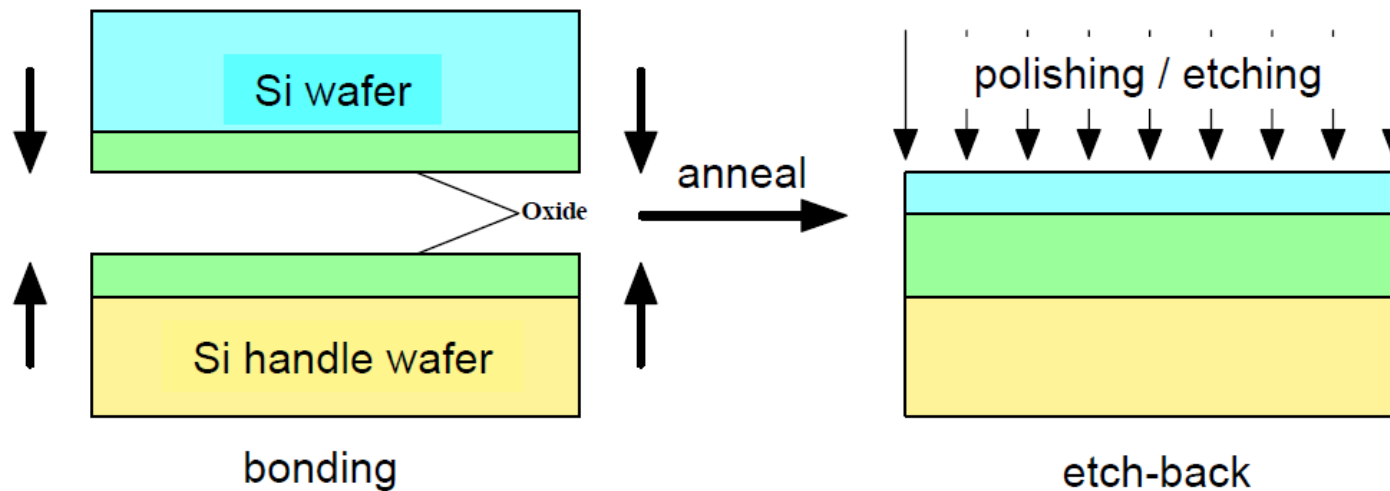 Si wafer
Oxide
Si handle wafer
bonding
anneal
polishing / etching
etch-back